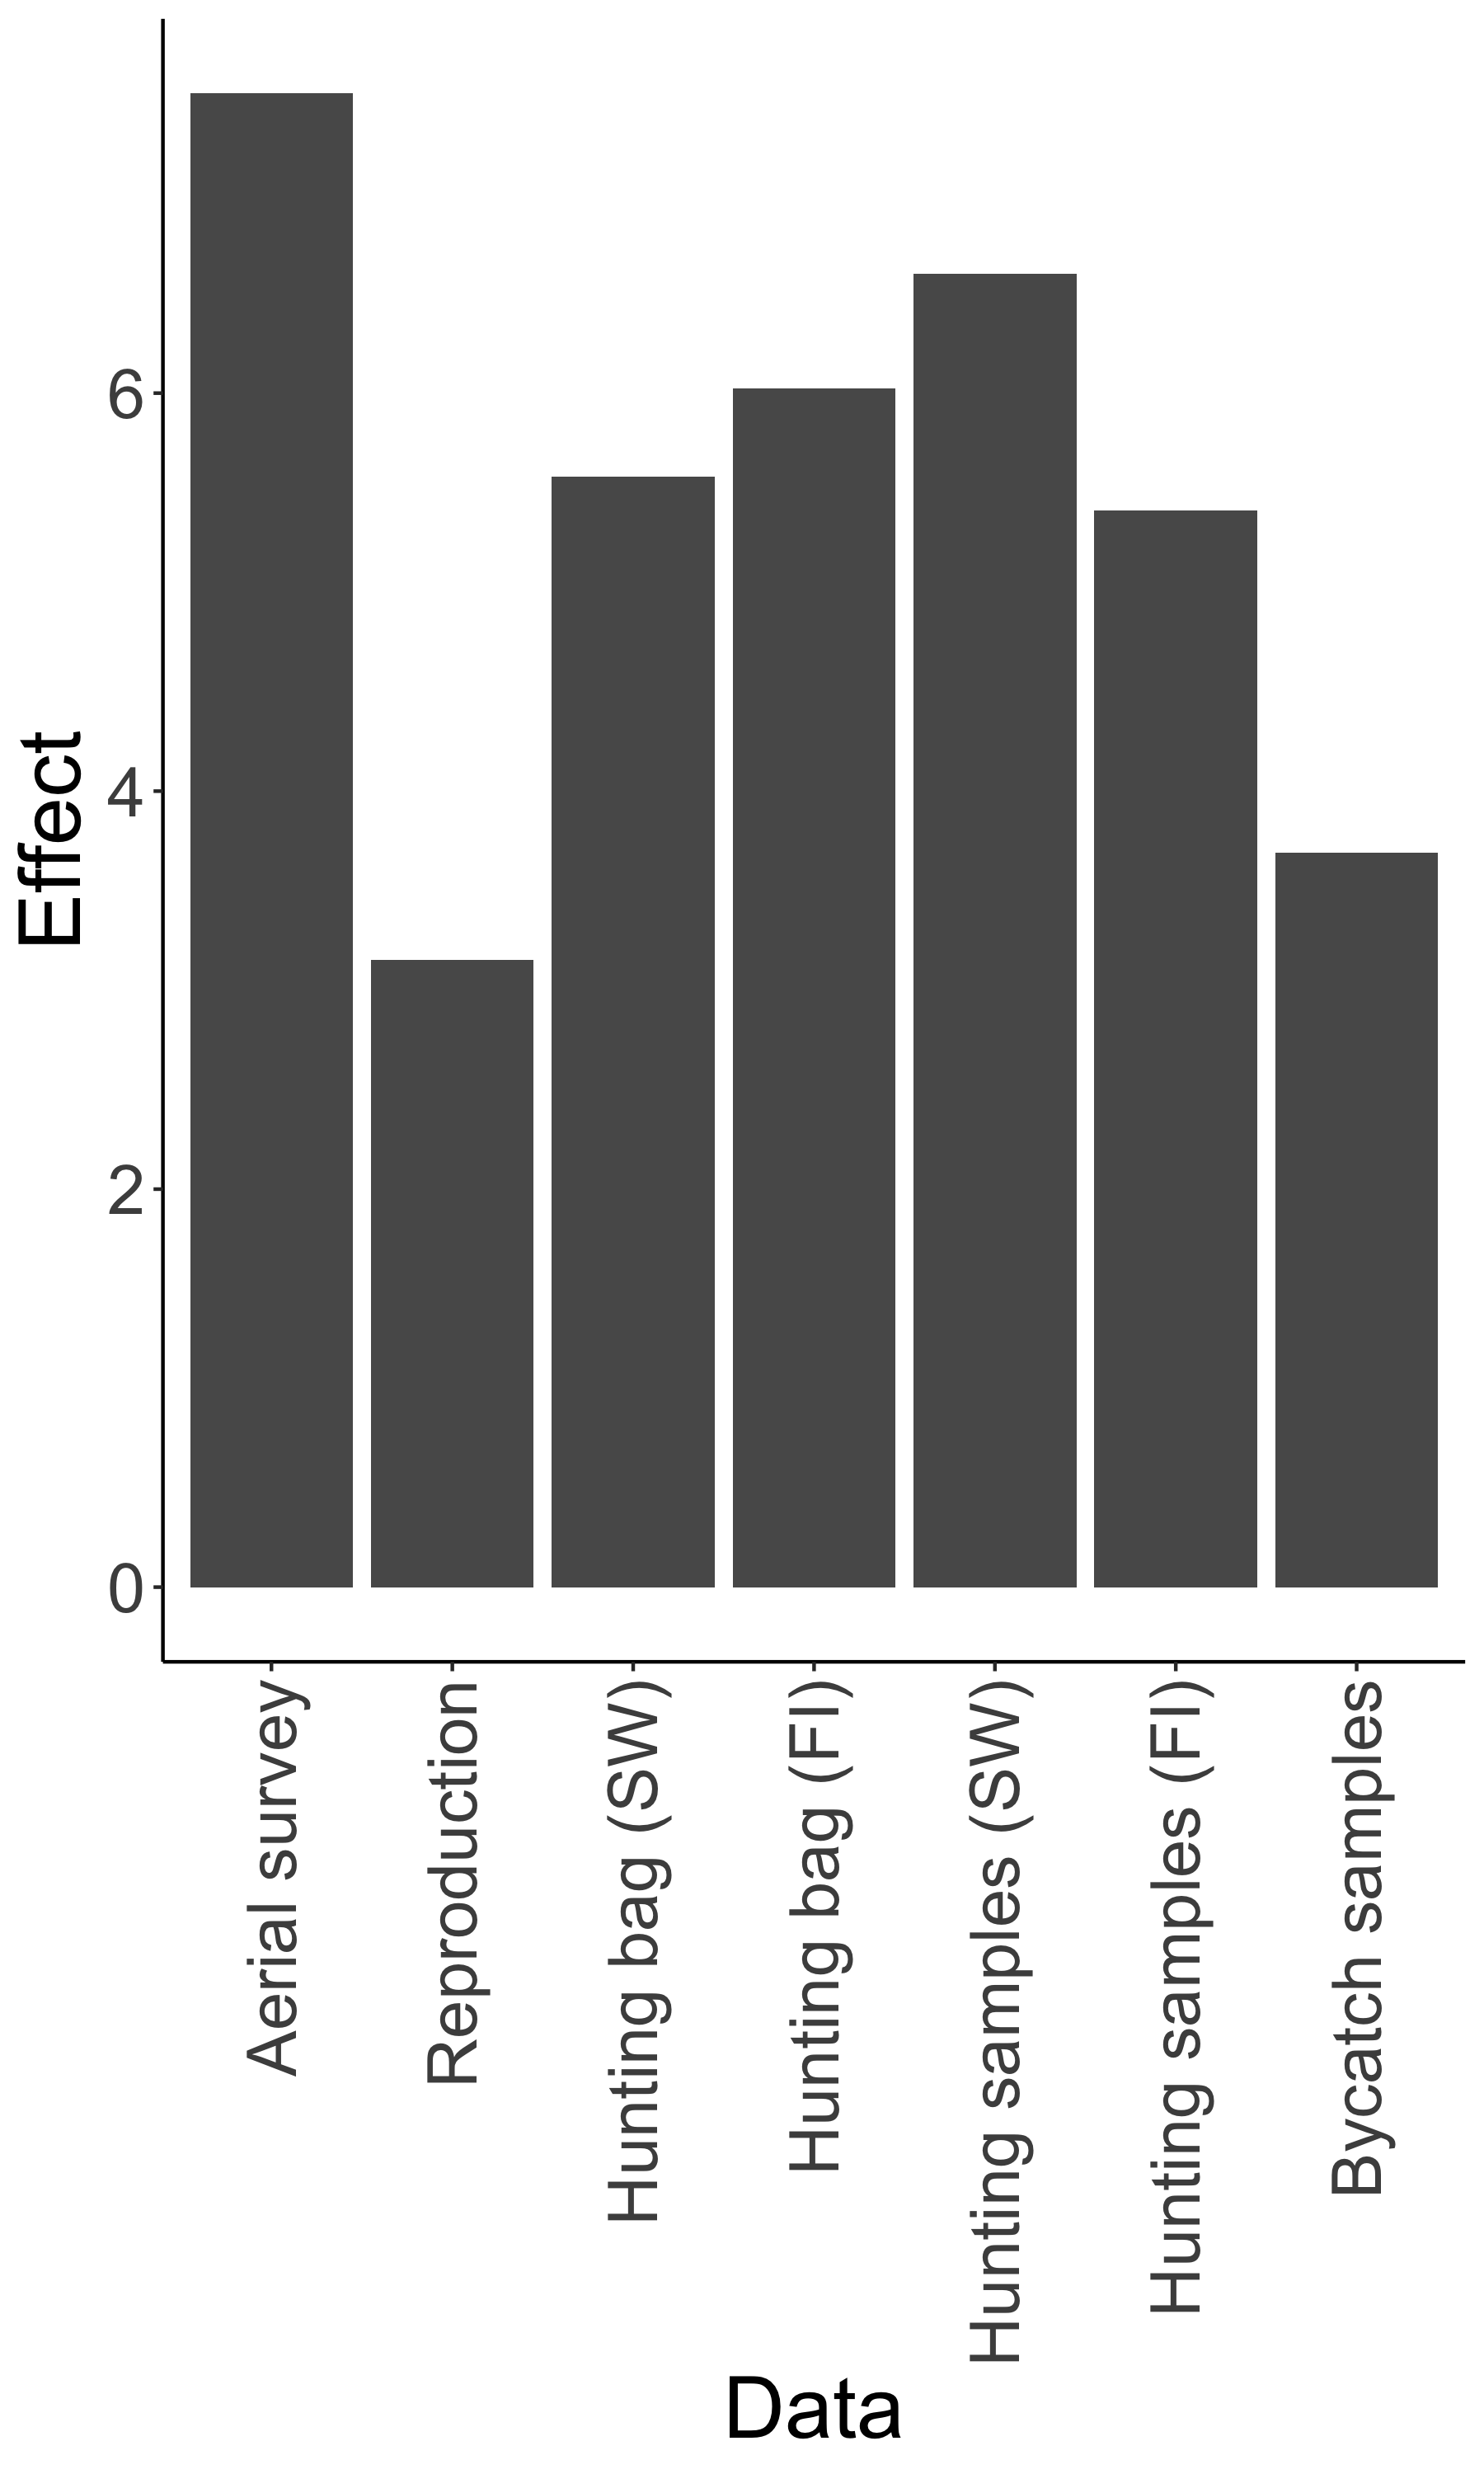 Effect
6
4
2
0
Aerial survey
Reproduction
Hunting bag (SW)
Hunting bag (FI)
Hunting samples (SW)
Hunting samples (FI)
Bycatch samples
Data